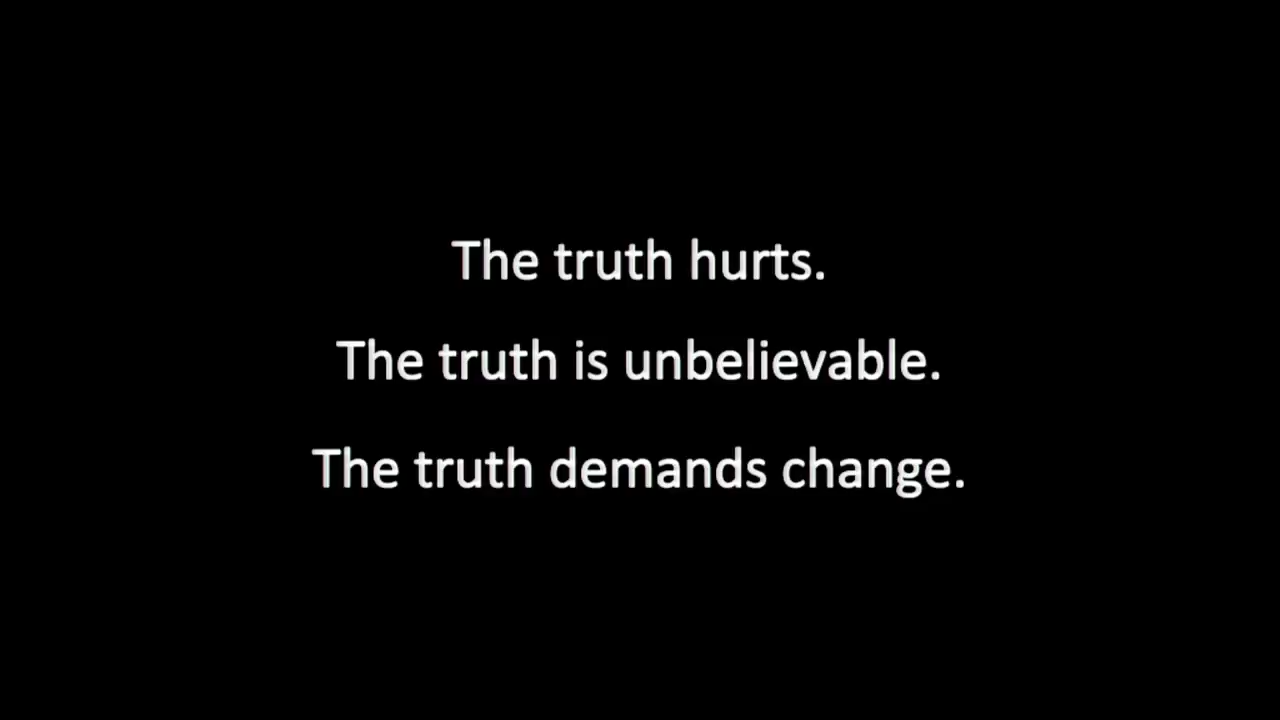 The truth hurts.
The truth is unbelievable.
The truth demands change.